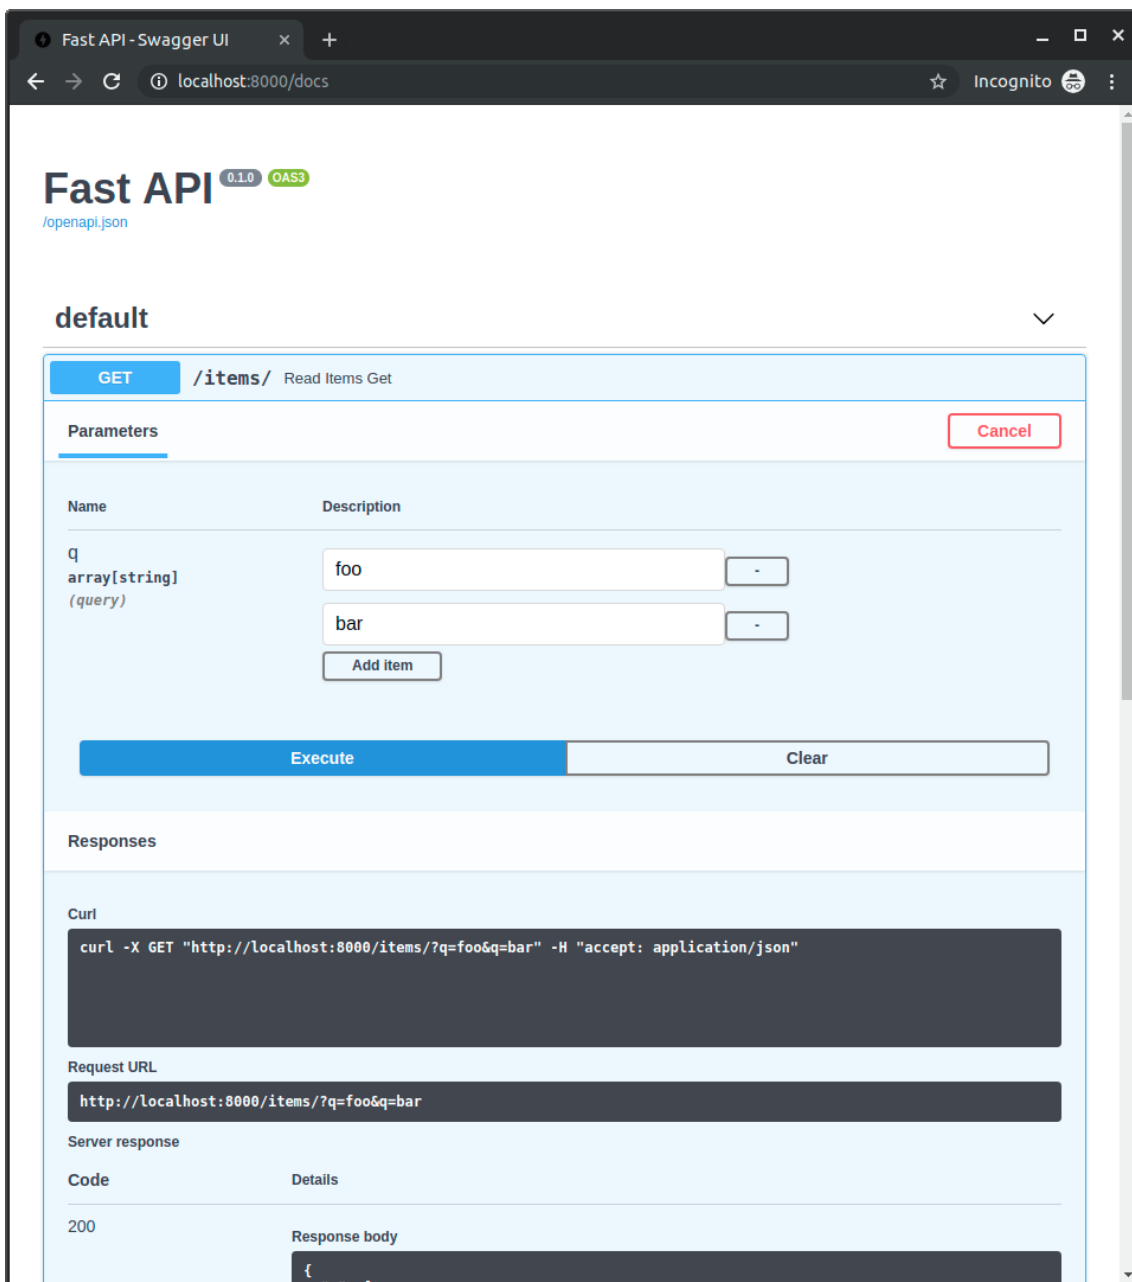 Fast API - Swagger UI
localhost:8000/docs
Incognito
Fast API 0.1.0 OAS3
/openapi.json
default
GET /items/ Read Items Get
Parameters
Cancel
Name Description
q
array[string]
(query)
foo -
bar -
Add item
Execute Clear
Responses
Curl
curl -X GET "http://localhost:8000/items/?q=foo&q=bar" -H "accept: application/json"
Request URL
http://localhost:8000/items/?q=foo&q=bar
Server response
Code Details
200
Response body
{